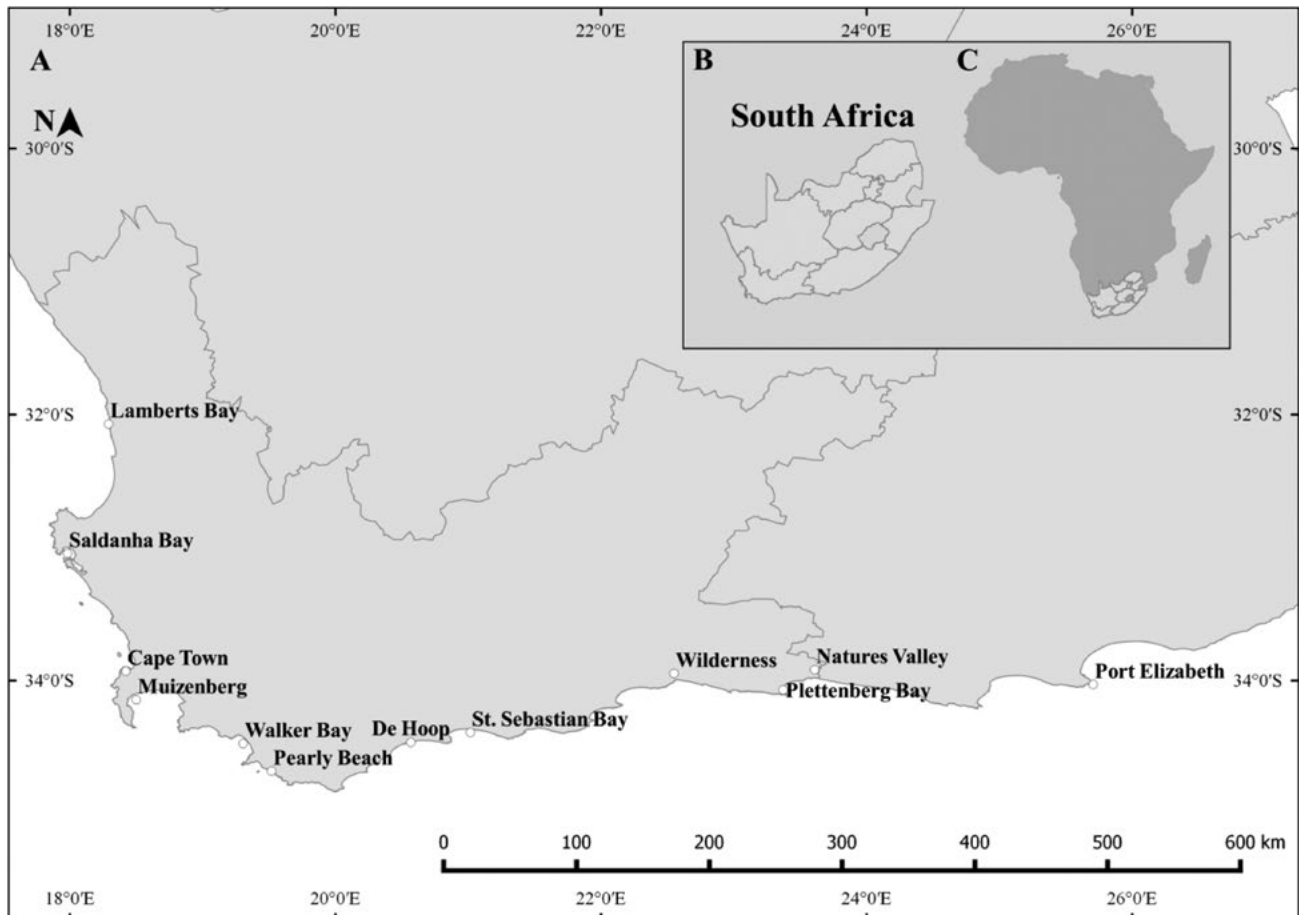 18°0'E 20°0'E 22°0'E 24°0'E 26°0'E
A
B
C
N
South Africa
30°0'S 30°0'S
32°0'S 32°0'S
Lamberts Bay
Saldanha Bay
Cape Town
Muizenberg
Wilderness
Natures Valley
Plettenberg Bay
Port Elizabeth
34°0'S 34°0'S
Walker Bay
De Hoop
St. Sebastian Bay
Pearly Beach
0 100 200 300 400 500 600 km
18°0'E 20°0'E 22°0'E 24°0'E 26°0'E